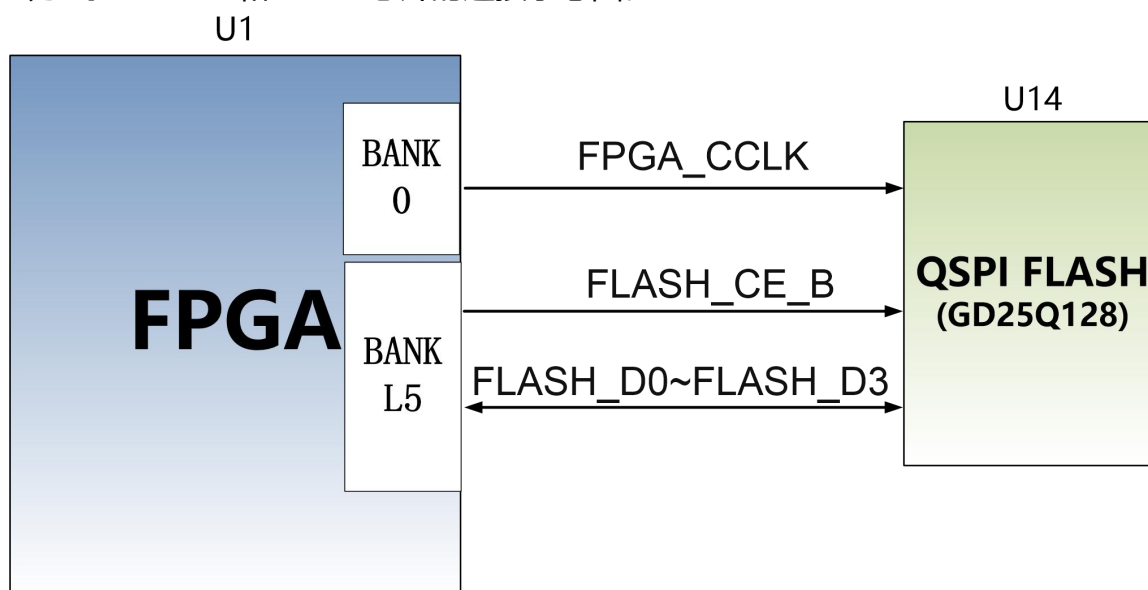 U1
U14
BANK
0
FPGA_CCLK
FPGA
BANK
L5
FLASH_CE_B
FLASH_D0~FLASH_D3
QSPI FLASH
(GD25Q128)